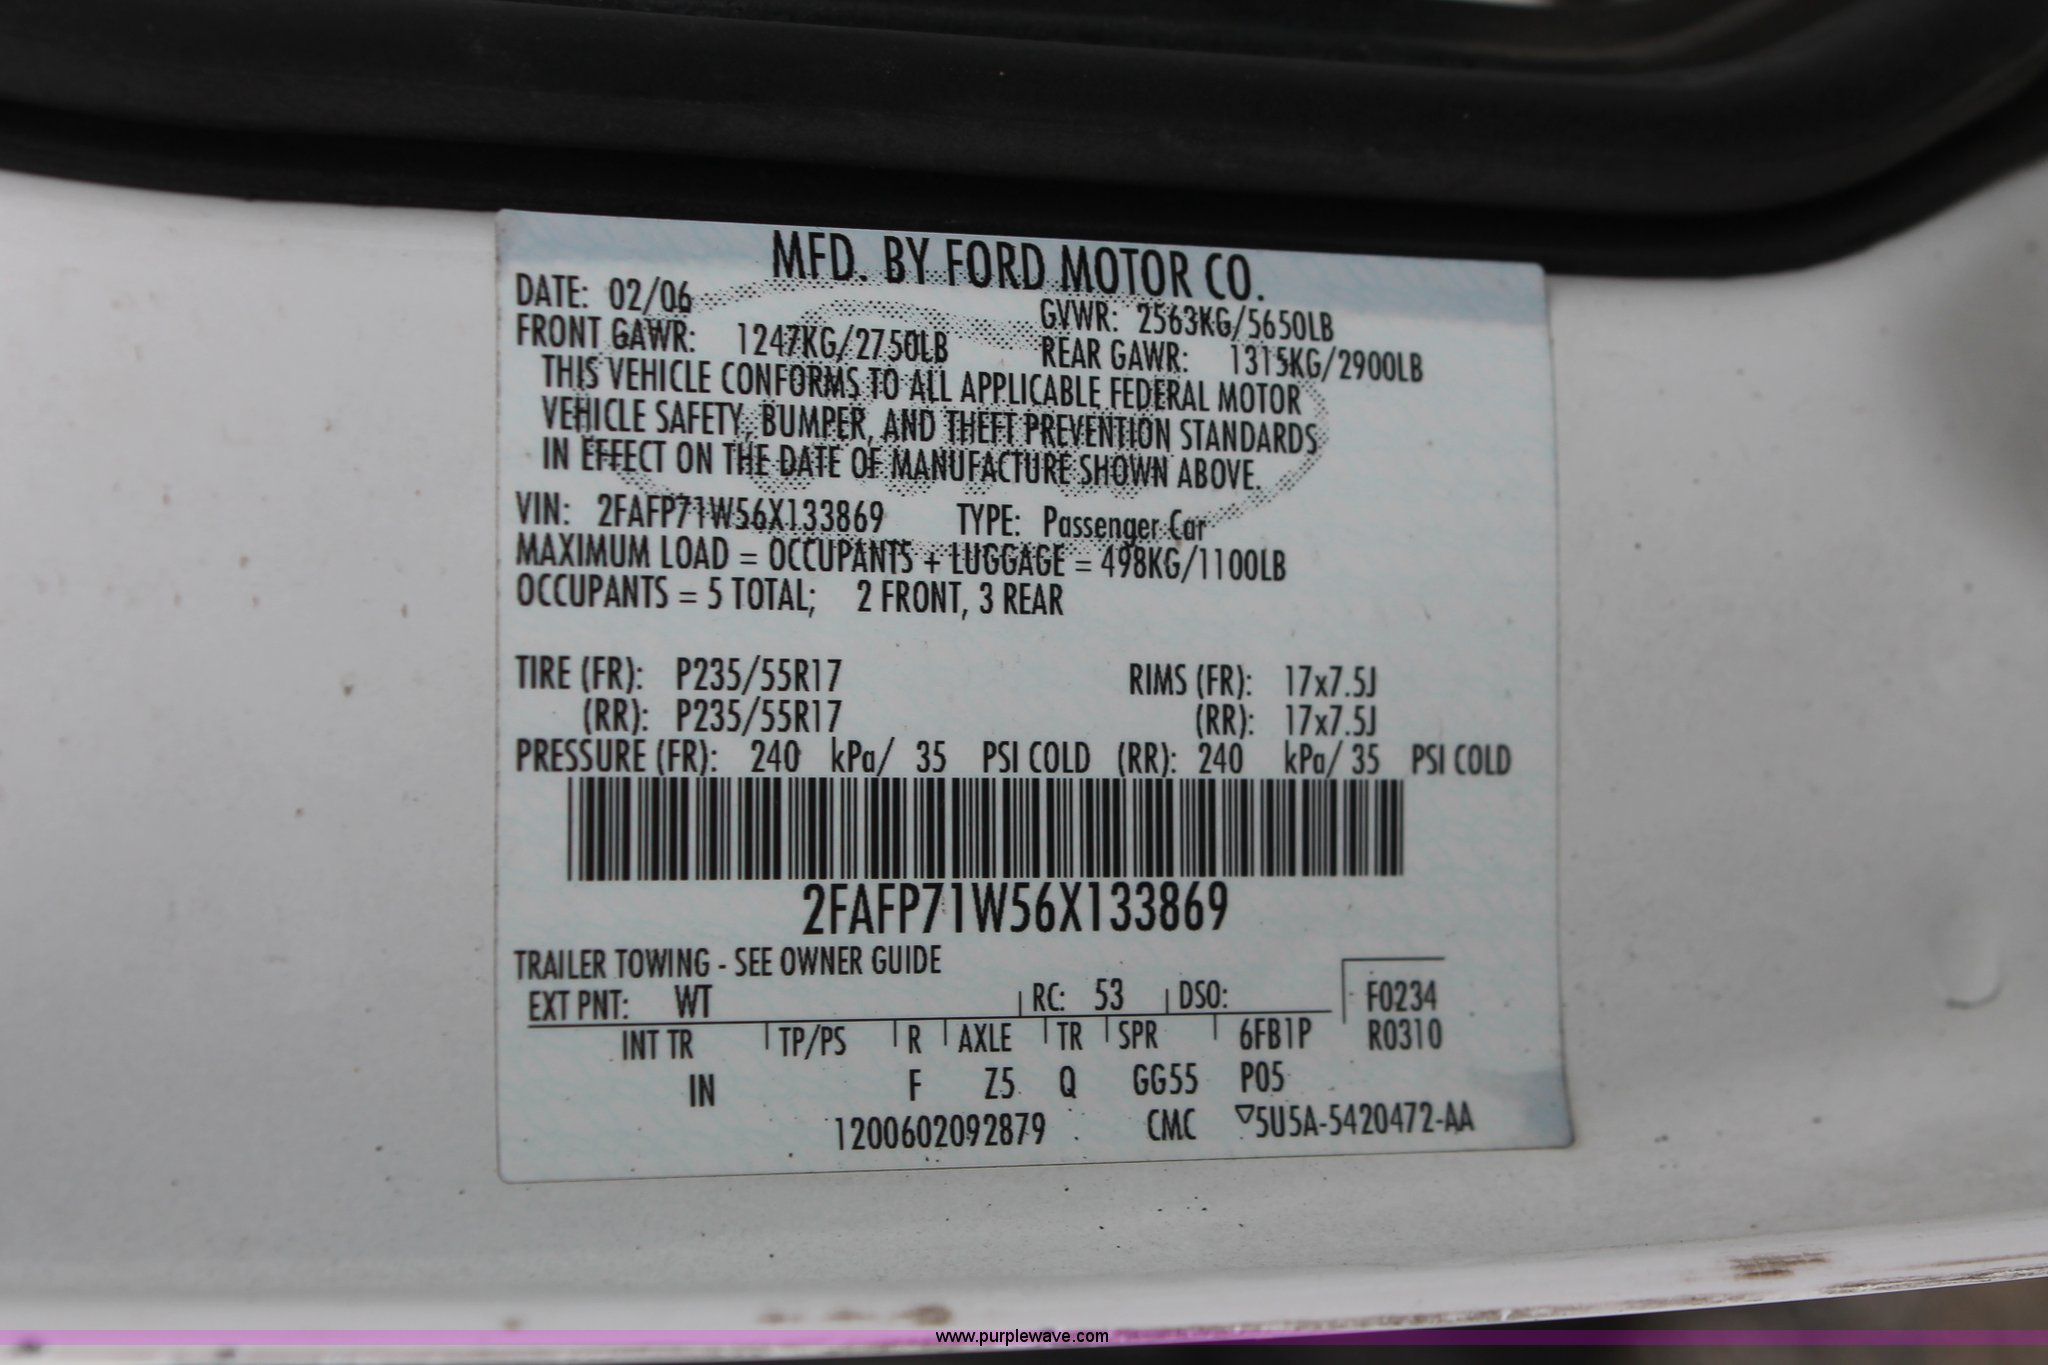 MFD. BY FORD MOTOR CO.
DATE: 02/06 GVWR: 2563KG/5650LB
FRONT GAWR: 1247KG/2750LB REAR GAWR: 1315KG/2900LB
THIS VEHICLE CONFORMS TO ALL APPLICABLE FEDERAL MOTOR
VEHICLE SAFETY, BUMPER, AND THEFT PREVENTION STANDARDS
IN EFFECT ON THE DATE OF MANUFACTURE SHOWN ABOVE.
VIN: 2FAFP71W56X133869 TYPE: Passenger Car
MAXIMUM LOAD = OCCUPANTS + LUGGAGE = 498KG/1100LB
OCCUPANTS = 5 TOTAL; 2 FRONT, 3 REAR
TIRE (FR): P235/55R17 RIMS (FR): 17x7.5J
(RR): P235/55R17 (RR): 17x7.5J
PRESSURE (FR): 240 kPa/ 35 PSI COLD (RR): 240 kPa/ 35 PSI COLD
2FAFP71W56X133869
TRAILER TOWING - SEE OWNER GUIDE
EXT PNT: WT RC: 53 DSO: F0234
INT TR TP/PS R AXLE TR SPR 6FB1P R0310
IN F Z5 Q GG55 P05
1200602092879 CMC ▽5U5A-5420472-AA
www.purplewave.com